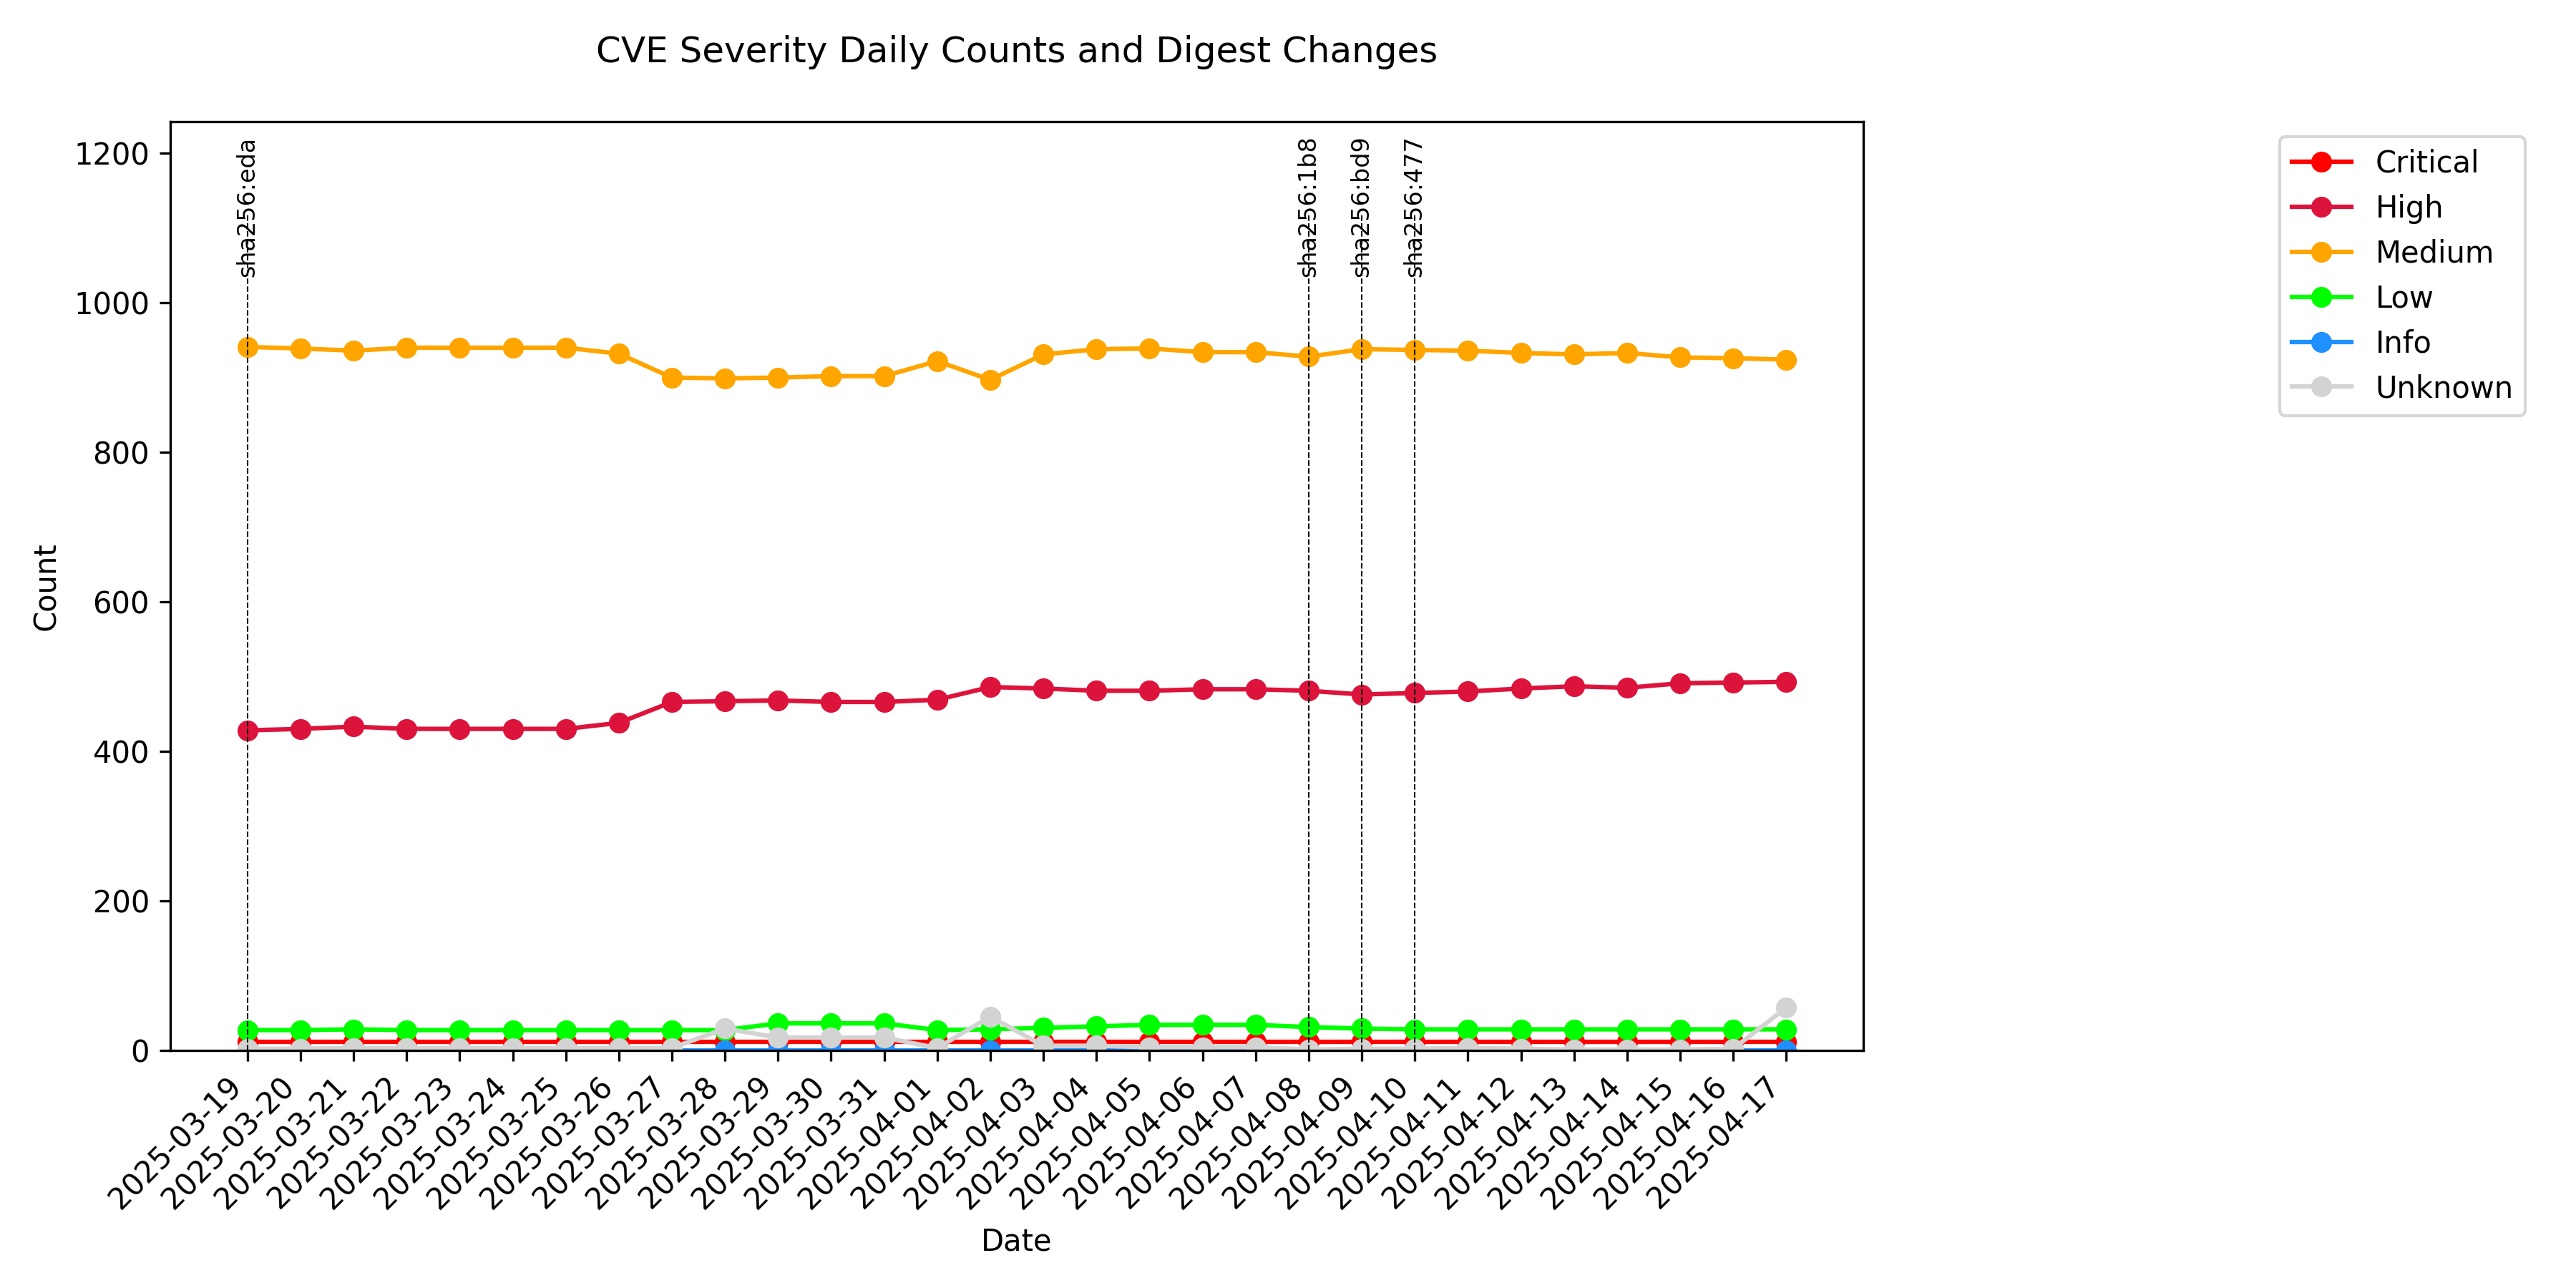 CVE Severity Daily Counts and Digest Changes
1200
1000
800
600
400
200
0
Count
sha256:eda
sha256:1b8
sha256:bd9
sha256:477
Critical
High
Medium
Low
Info
Unknown
2025-03-19
2025-03-20
2025-03-21
2025-03-22
2025-03-23
2025-03-24
2025-03-25
2025-03-26
2025-03-27
2025-03-28
2025-03-29
2025-03-30
2025-03-31
2025-04-01
2025-04-02
2025-04-03
2025-04-04
2025-04-05
2025-04-06
2025-04-07
2025-04-08
2025-04-09
2025-04-10
2025-04-11
2025-04-12
2025-04-13
2025-04-14
2025-04-15
2025-04-16
2025-04-17
Date